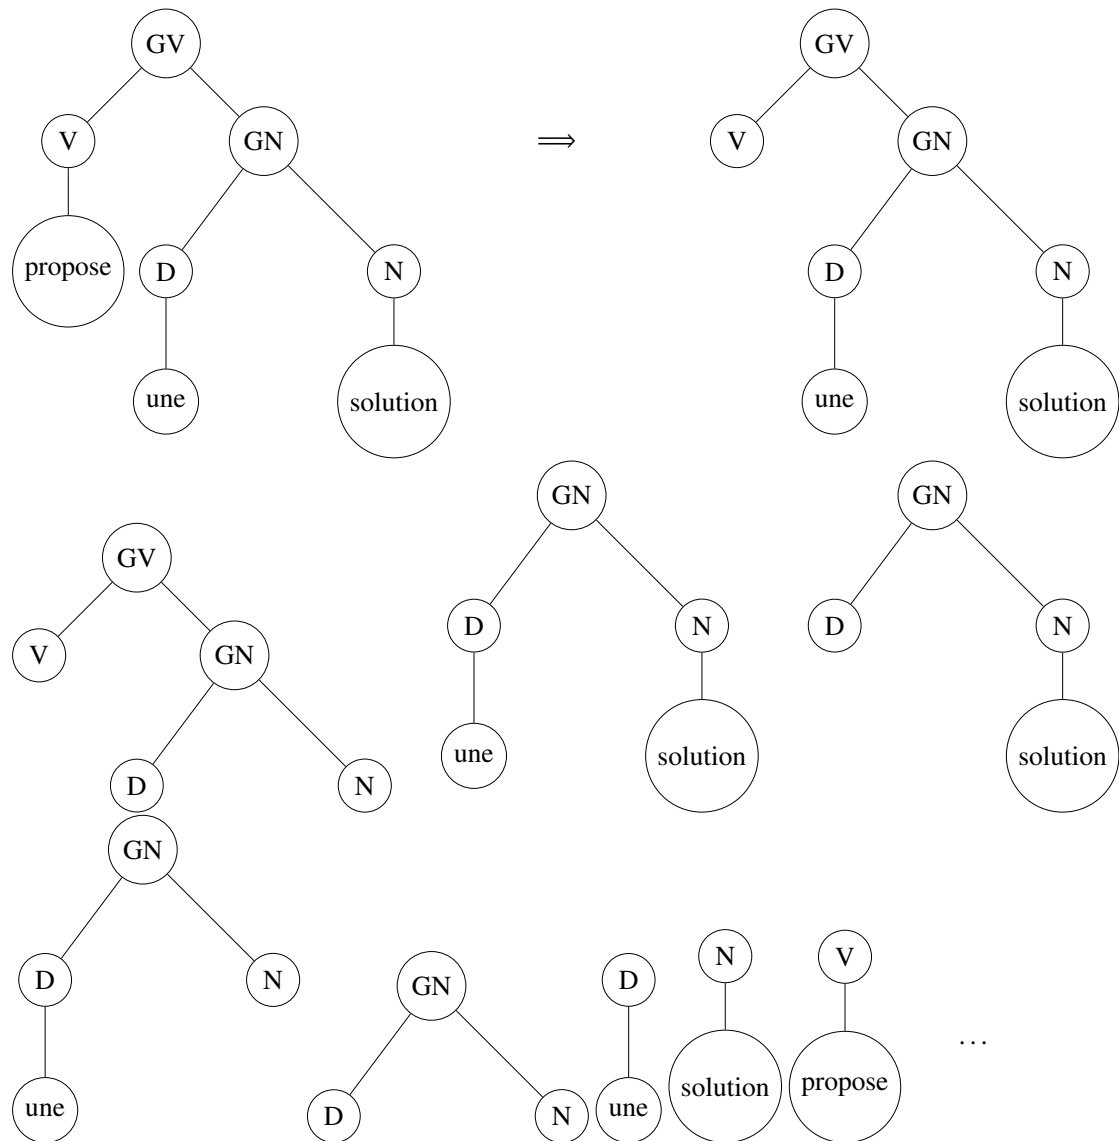 GV GV
V GN ⟹ V GN
propose D N D N
une solution une solution
GN GN
GV
D N D N
V GN
une solution solution
D N
GN
N V
D N GN D
...
solution propose
une D N une